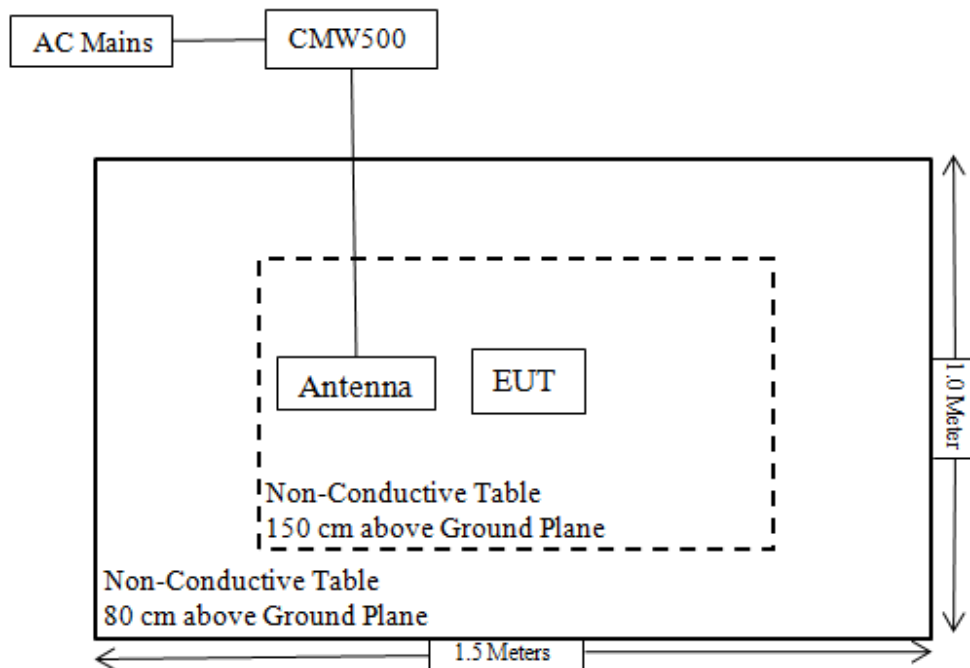 AC Mains
CMW500
Antenna
EUT
1.0 Meter
Non-Conductive Table
150 cm above Ground Plane
Non-Conductive Table
80 cm above Ground Plane
1.5 Meters